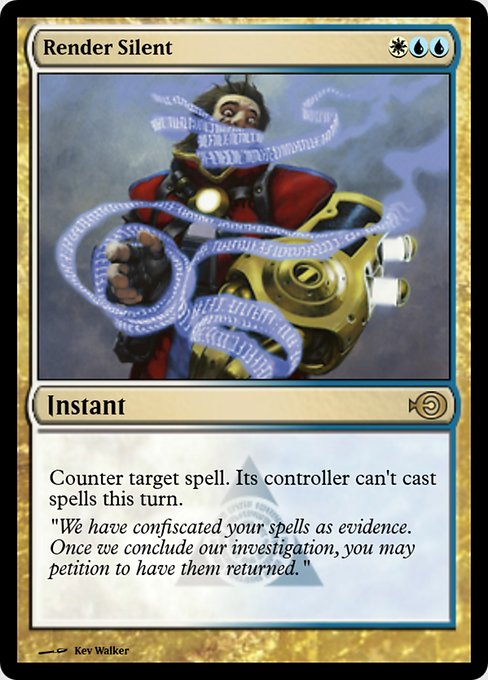 Render Silent
Instant
Counter target spell. Its controller can't cast
spells this turn.
"We have confiscated your spells as evidence.
Once we conclude our investigation, you may
petition to have them returned."
Kev Walker